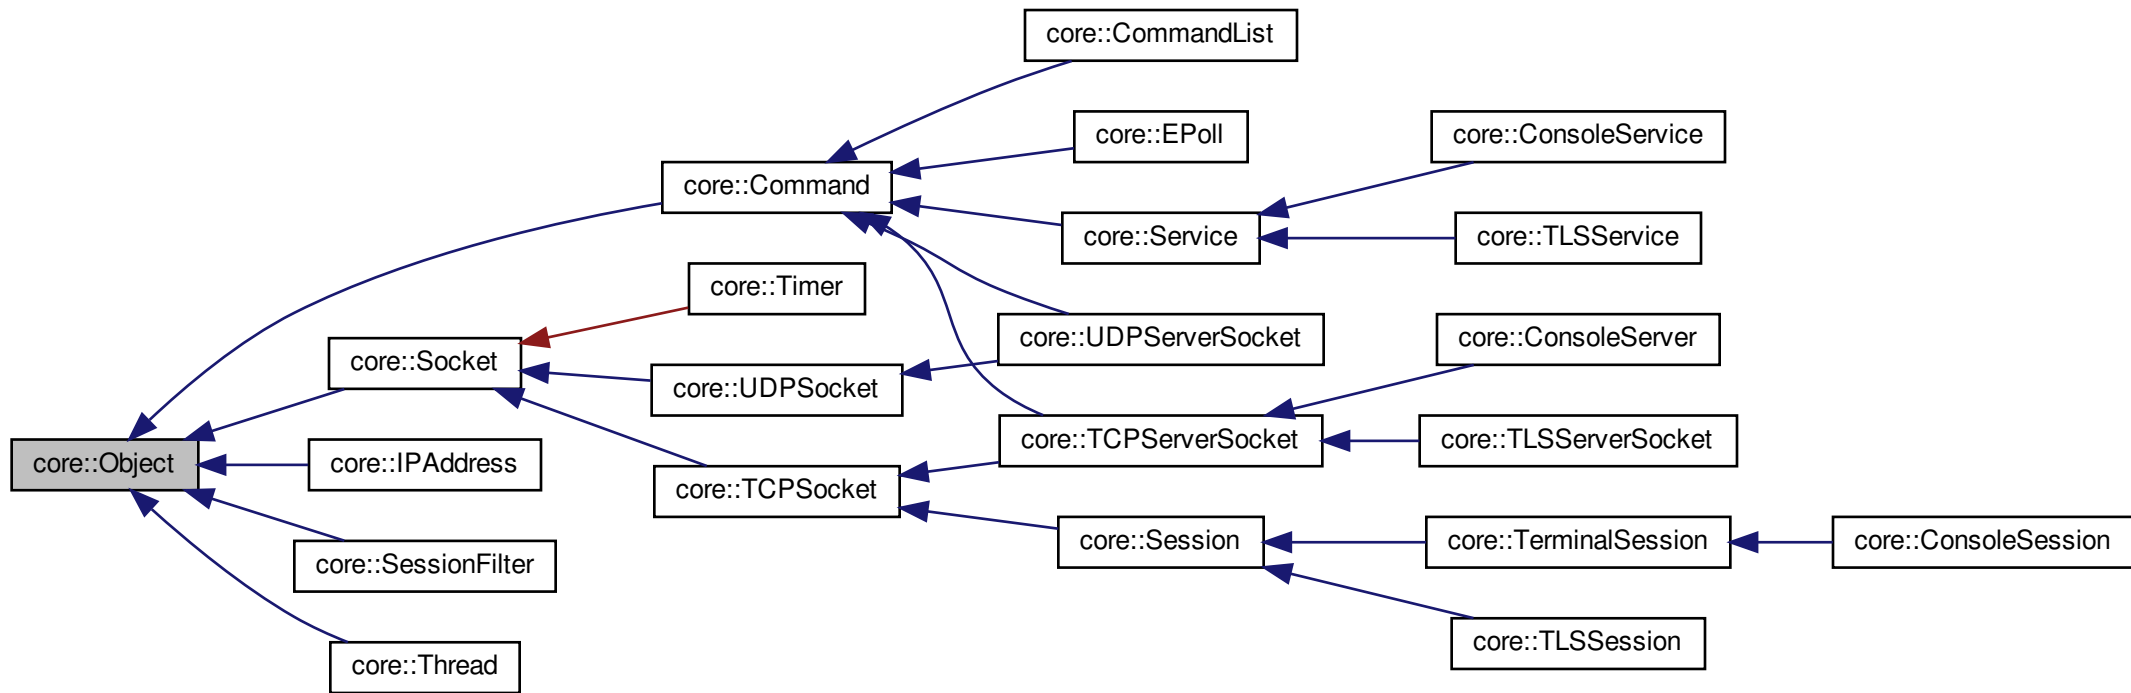 core::CommandList
core::EPoll
core::ConsoleService
core::Command
core::Service
core::TLSService
core::Timer
core::UDPServerSocket
core::ConsoleServer
core::Socket
core::UDPSocket
core::TCPServerSocket
core::TLSServerSocket
core::Object
core::IPAddress
core::TCPSocket
core::Session
core::TerminalSession
core::ConsoleSession
core::SessionFilter
core::TLSSession
core::Thread